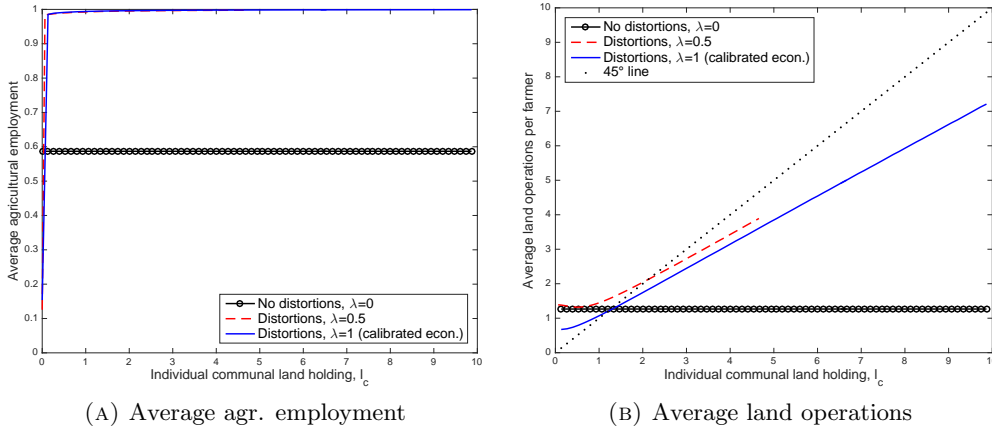 Average agricultural employment
1
0.9
0.8
0.7
0.6
0.5
0.4
0.3
0.2
0.1
0
0 1 2 3 4 5 6 7 8 9 10
Individual communal land holding, l_c
No distortions, λ=0
Distortions, λ=0.5
Distortions, λ=1 (calibrated econ.)
(A) Average agr. employment
Average land operations per farmer
10
9
8
7
6
5
4
3
2
1
0
0 1 2 3 4 5 6 7 8 9 10
Individual communal land holding, l_c
No distortions, λ=0
Distortions, λ=0.5
Distortions, λ=1 (calibrated econ.)
45° line
(B) Average land operations